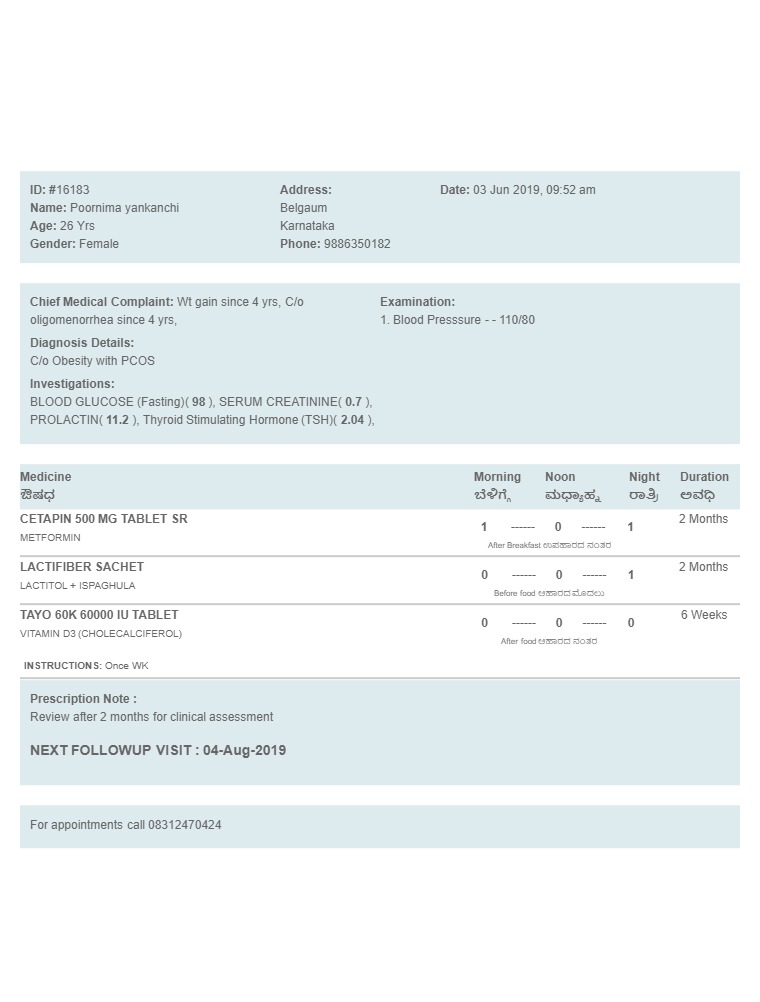 ID: #16183
Name: Poornima yankanchi
Age: 26 Yrs
Gender: Female
Address:
Belgaum
Karnataka
Phone: 9886350182
Date: 03 Jun 2019, 09:52 am
Chief Medical Complaint: Wt gain since 4 yrs, C/o
oligomenorrhea since 4 yrs,
Diagnosis Details:
C/o Obesity with PCOS
Investigations:
BLOOD GLUCOSE (Fasting)( 98 ), SERUM CREATININE( 0.7 ),
PROLACTIN( 11.2 ), Thyroid Stimulating Hormone (TSH)( 2.04 ),
Examination:
1. Blood Presssure - - 110/80
Medicine Morning Noon Night Duration
ಔಷಧ ಬೆಳಿಗ್ಗೆ ಮಧ್ಯಾಹ್ನ ರಾತ್ರಿ ಅವಧಿ
CETAPIN 500 MG TABLET SR 1 ------ 0 ------ 1 2 Months
METFORMIN
After Breakfast ಉಪಹಾರದ ನಂತರ
LACTIFIBER SACHET 0 ------ 0 ------ 1 2 Months
LACTITOL + ISPAGHULA
Before food ಆಹಾರದ ಮೊದಲು
TAYO 60K 60000 IU TABLET 0 ------ 0 ------ 0 6 Weeks
VITAMIN D3 (CHOLECALCIFEROL)
After food ಆಹಾರದ ನಂತರ
INSTRUCTIONS: Once WK
Prescription Note :
Review after 2 months for clinical assessment
NEXT FOLLOWUP VISIT : 04-Aug-2019
For appointments call 08312470424